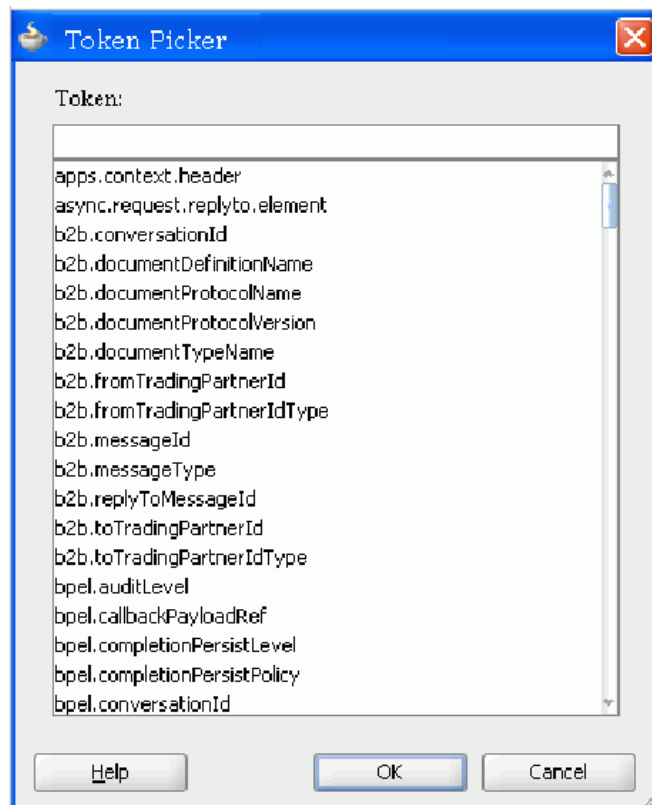 Token Picker
Token:
apps.context.header
async.request.replyto.element
b2b.conversationId
b2b.documentDefinitionName
b2b.documentProtocolName
b2b.documentProtocolVersion
b2b.documentTypeName
b2b.fromTradingPartnerId
b2b.fromTradingPartnerIdType
b2b.messageId
b2b.messageType
b2b.replyToMessageId
b2b.toTradingPartnerId
b2b.toTradingPartnerIdType
bpel.auditLevel
bpel.callbackPayloadRef
bpel.completionPersistLevel
bpel.completionPersistPolicy
bpel.conversationId
Help OK Cancel